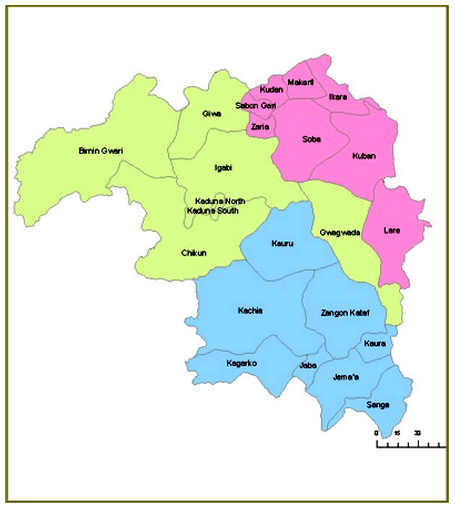 Makarfi
Kudan
Ikara
Sabon Gari
Giwa
Zaria
Soba
Birnin Gwari
Kuban
Igabi
Kaduna North
Kaduna South
Lere
Gwagwada
Kauru
Chikun
Kachia
Zangon Kataf
Kaura
Kagarko
Jaba
Jema'a
Sanga
0 15 30